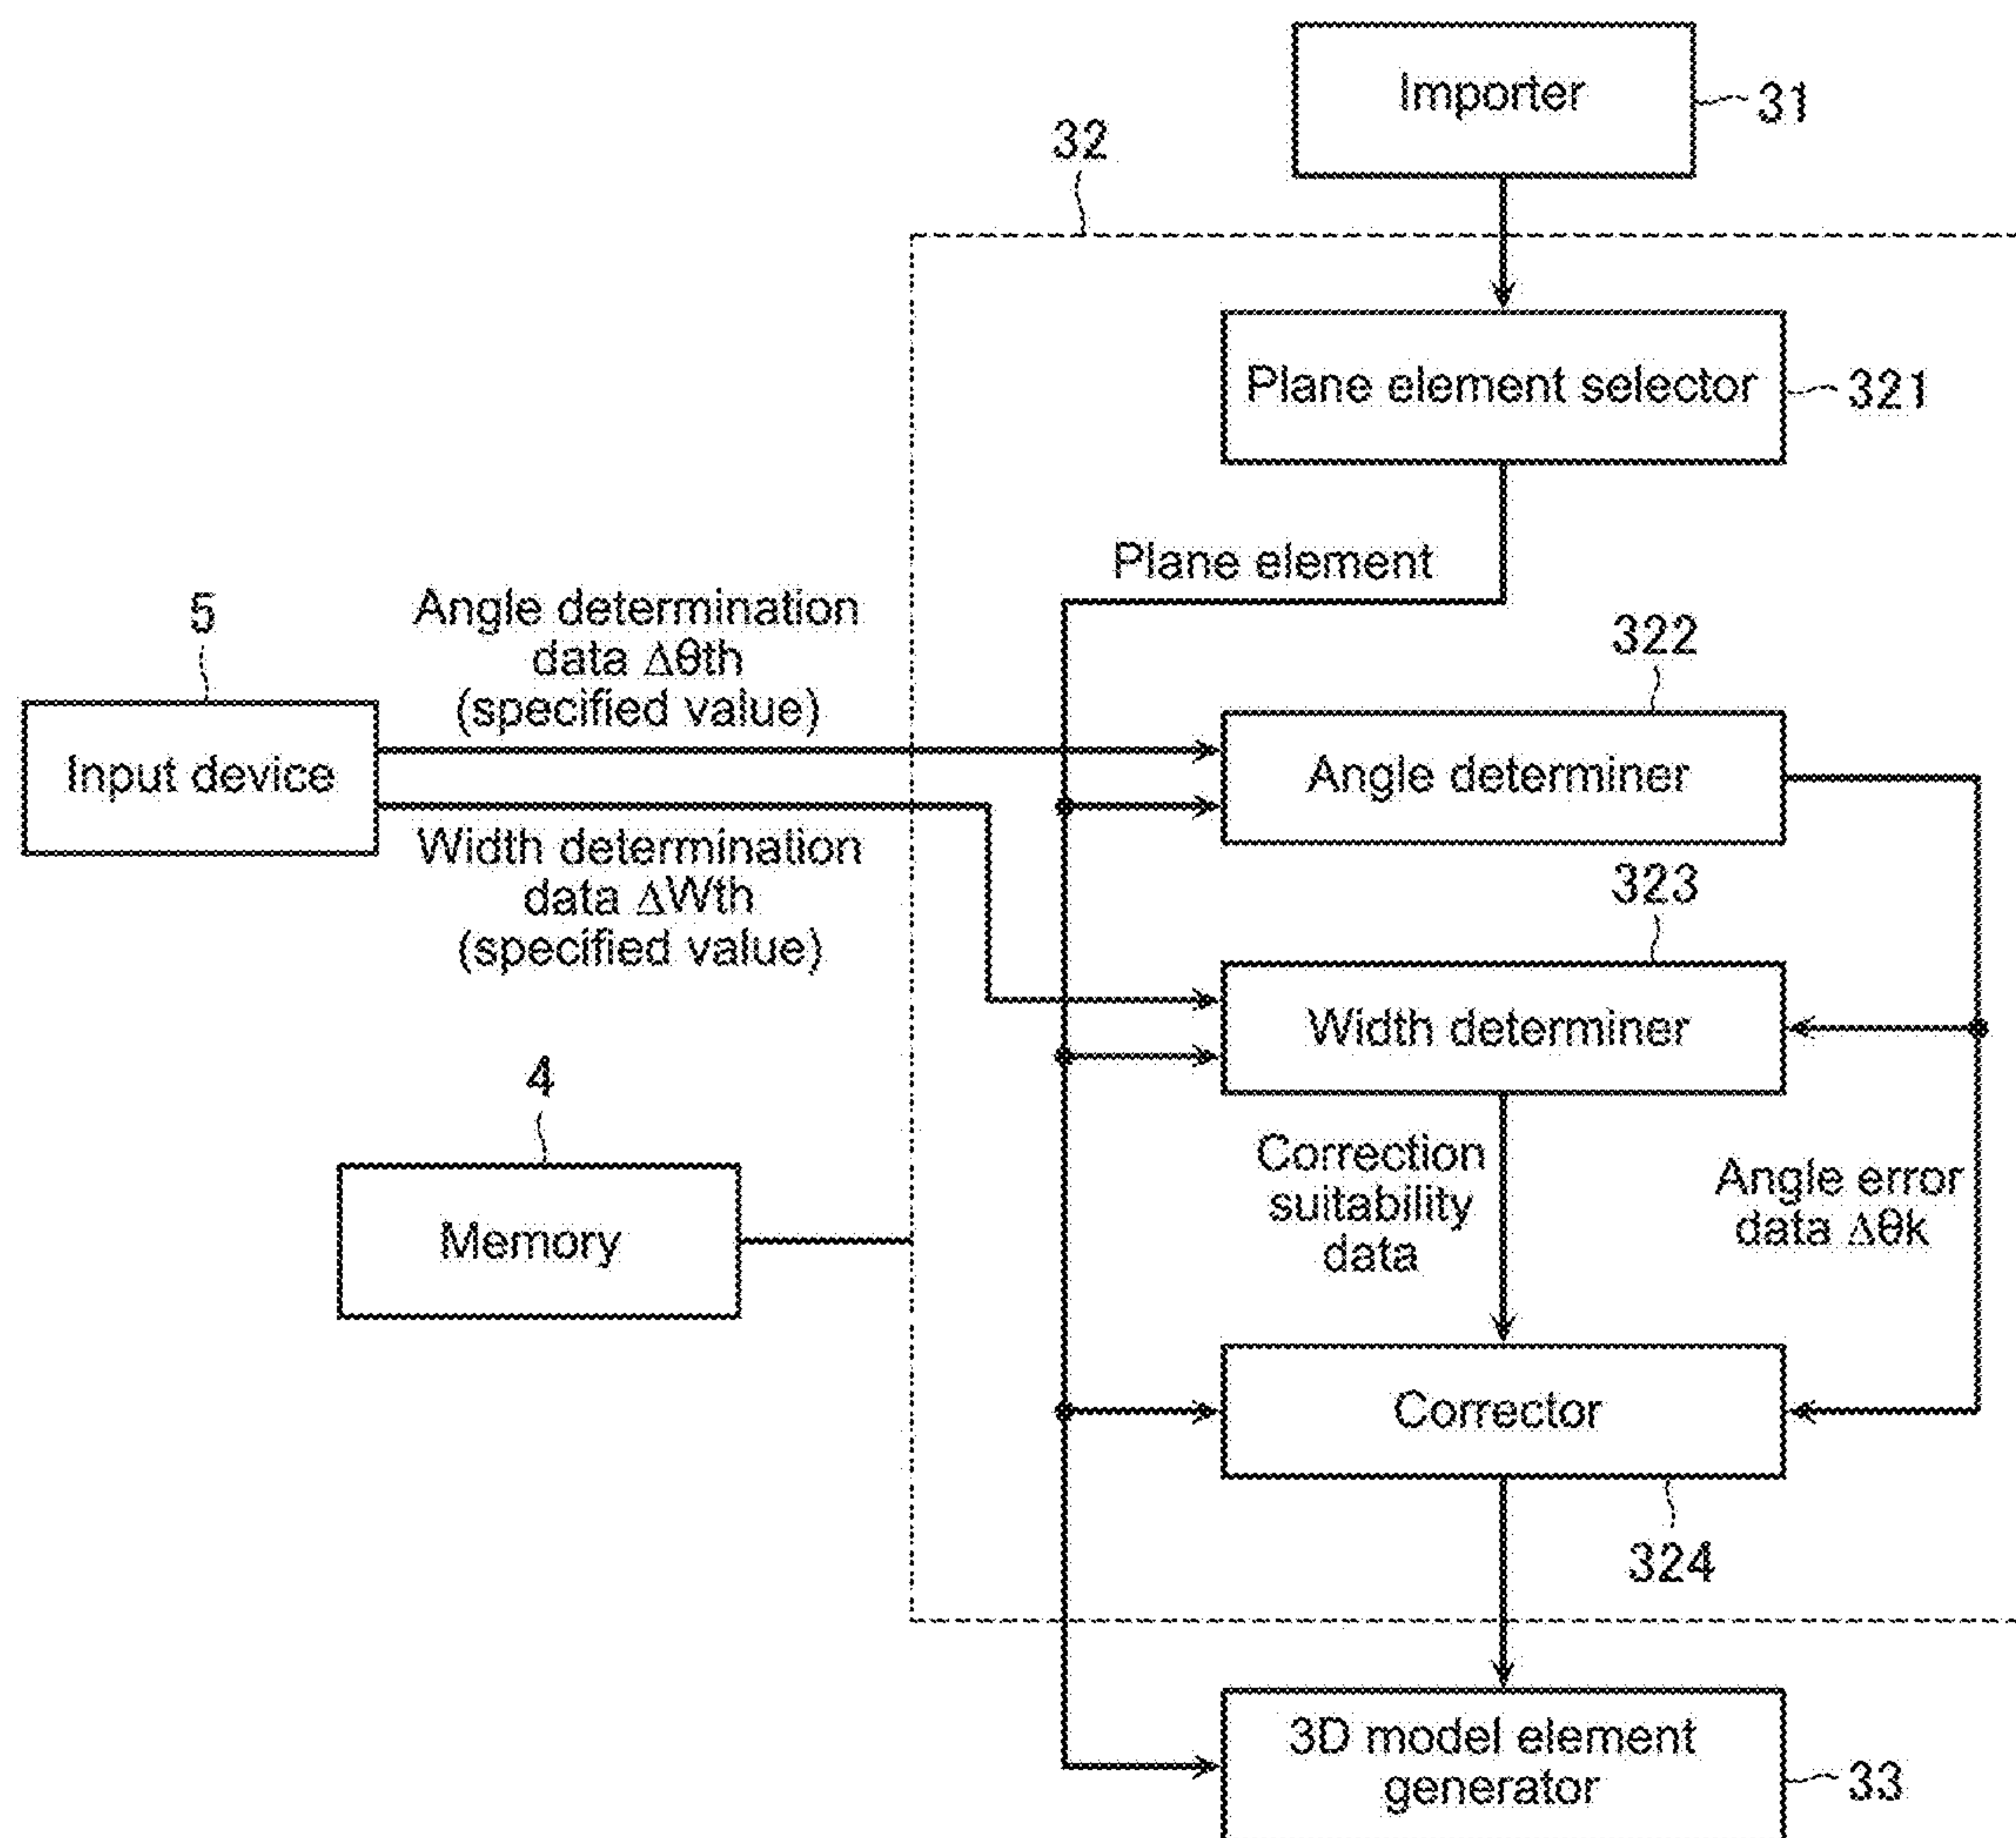 Importer
31
32
Plane element selector
321
Plane element
5
Angle determination
data Δθth
(specified value)
322
Input device
Angle determiner
Width determination
data ΔWth
(specified value)
323
Width determiner
4
Correction
suitability
data
Angle error
data Δθk
Memory
Corrector
324
3D model element
generator
33